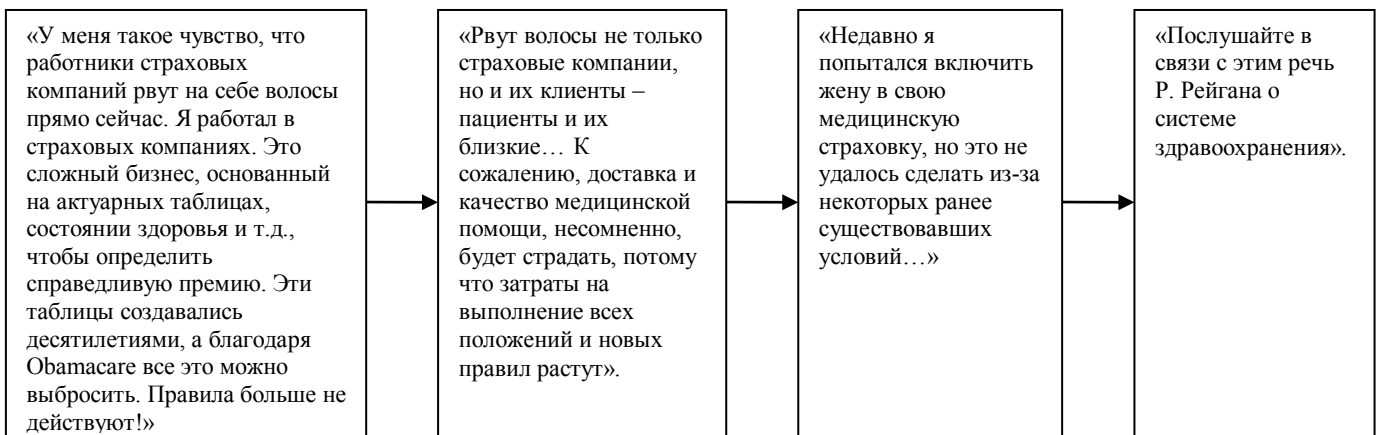 «У меня такое чувство, что
работники страховых
компаний рвут на себе волосы
прямо сейчас. Я работал в
страховых компаниях. Это
сложный бизнес, основанный
на актуарных таблицах,
состоянии здоровья и т.д.,
чтобы определить
справедливую премию. Эти
таблицы создавались
десятилетиями, а благодаря
Obamacare все это можно
выбросить. Правила больше не
действуют!»
«Рвут волосы не только
страховые компании,
но и их клиенты –
пациенты и их
близкие… К
сожалению, доставка и
качество медицинской
помощи, несомненно,
будет страдать, потому
что затраты на
выполнение всех
положений и новых
правил растут».
«Недавно я
попытался включить
жену в свою
медицинскую
страховку, но это не
удалось сделать из-за
некоторых ранее
существовавших
условий…»
«Послушайте в
связи с этим речь
Р. Рейгана о
системе
здравоохранения».